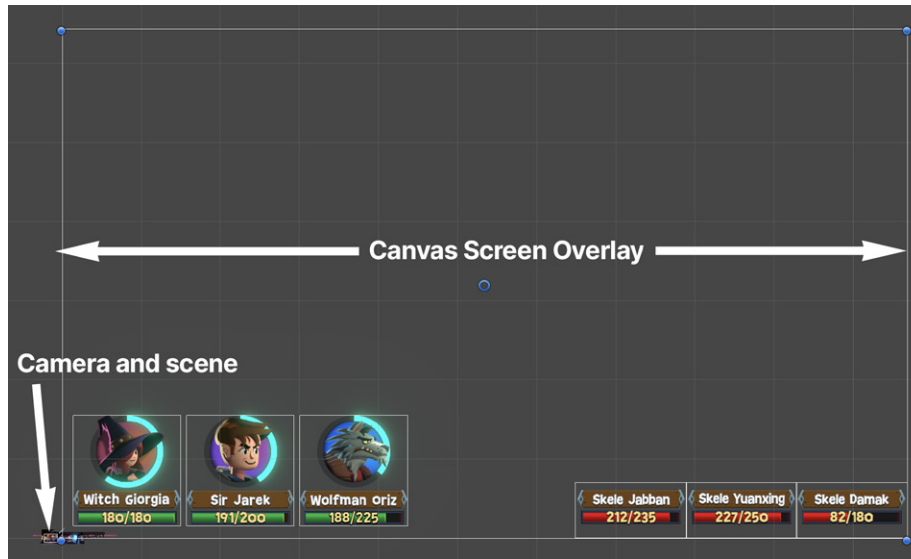 Canvas Screen Overlay
Camera and scene
Witch Giorgia
180/180
Sir Jarek
191/200
Wolfman Oriz
188/225
Skele Jabban
212/235
Skele Yuanxing
227/250
Skele Damak
82/180